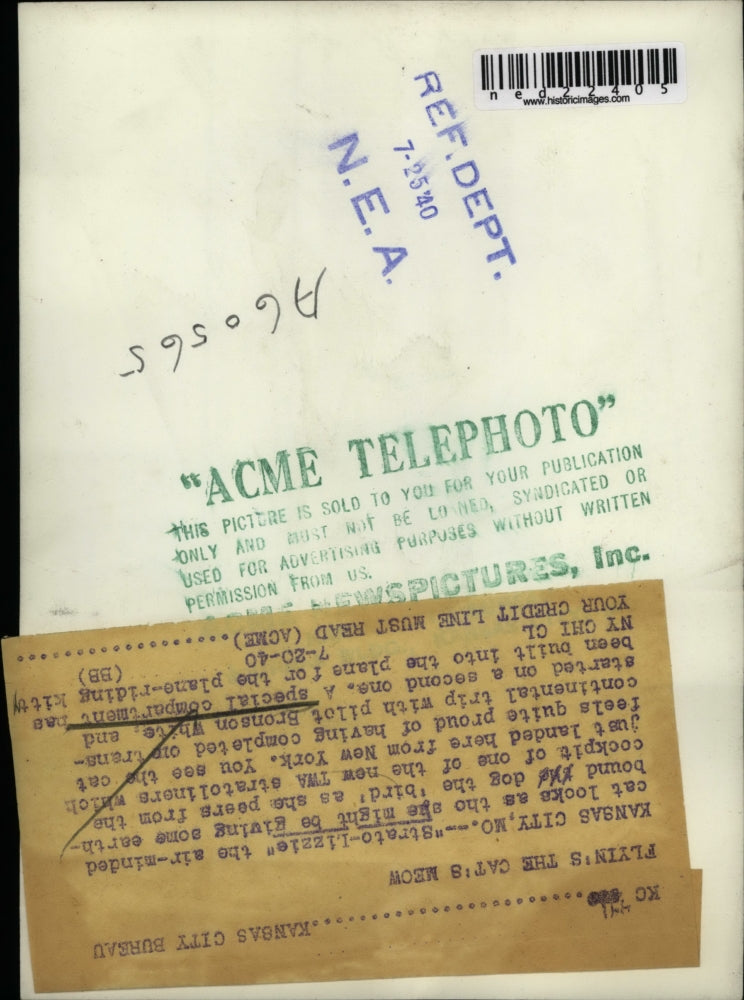 ned22405
www.historicimages.com
REF. DEPT.
7-25 40
N. E. A.
A60565
"ACME TELEPHOTO"
THIS PICTURE IS SOLD TO YOU FOR YOUR PUBLICATION
ONLY AND MUST NOT BE LOANED, SYNDICATED OR
USED FOR ADVERTISING PURPOSES WITHOUT WRITTEN
PERMISSION FROM US.
ACME NEWSPICTURES, Inc.
KC ....................KANSAS CITY BUREAU
FLYIN'S THE CAT'S MEOW
KANSAS CITY, MO.--"Strato-Lizzie" the air-minded
cat looks as tho she might be giving some earth-
bound dog the 'bird' as she peers from the
cockpit of one of the new TWA stratoliners which
just landed here from New York. You see the cat
feels quite proud of having completed one trans-
continental trip with pilot Bronson White, and
started on a second one. A special compartment has
been built into the plane for the plane-riding kitty
NY CHI CL 7-20-40 (BB)
YOUR CREDIT LINE MUST READ (ACME)....................